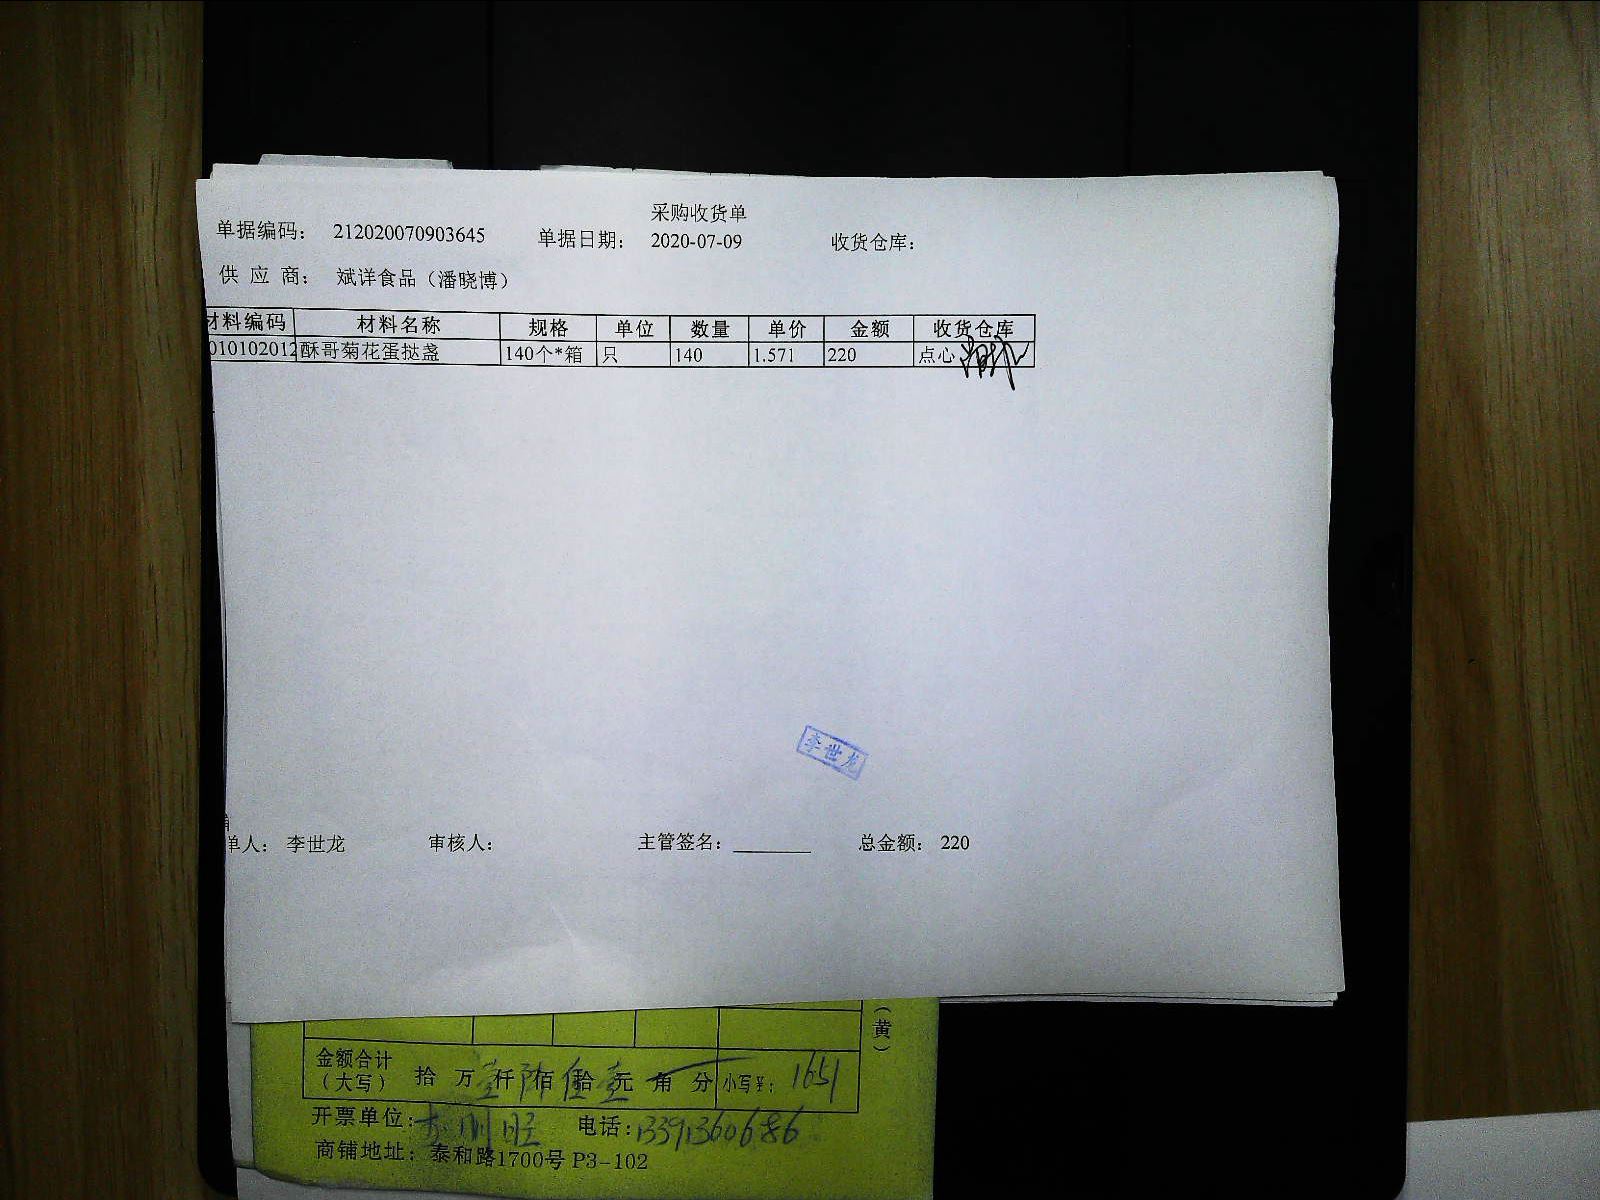 采购收货单
单据编码： 212020070903645 单据日期： 2020-07-09 收货仓库：
供 应 商： 斌详食品（潘晓博）
材料编码 材料名称 规格 单位 数量 单价 金额 收货仓库
010102012 酥哥菊花蛋挞盏 140个*箱 只 140 1.571 220 点心
李世龙
单人： 李世龙 审核人： 主管签名： 总金额： 220
（黄）
金额合计
（大写） 拾 万 壹 仟 陆 佰 伍 拾 壹 元 角 分 小写￥： 1651
开票单位： 电话：13913606686
商铺地址： 泰和路1700号 P3-102